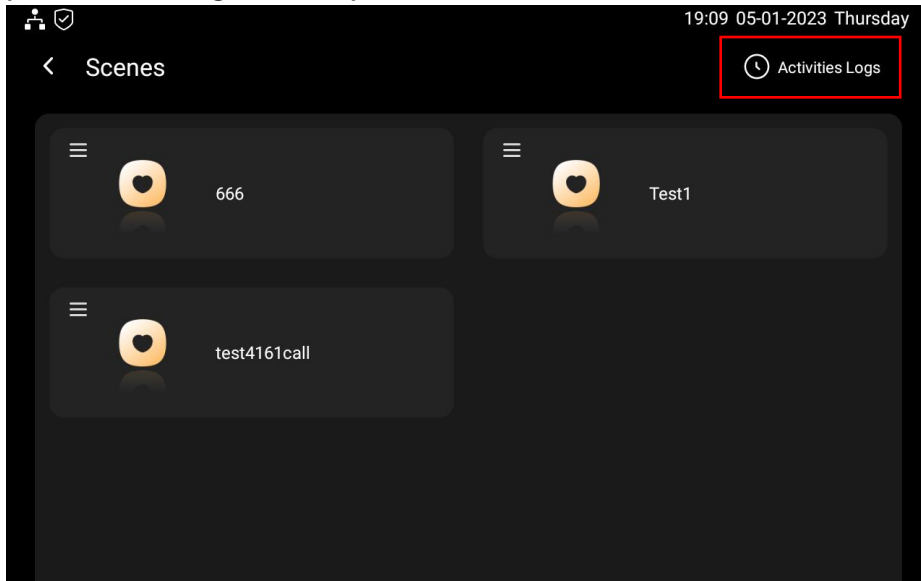 19:09 05-01-2023 Thursday
Scenes
Activities Logs
666
Test1
test4161call